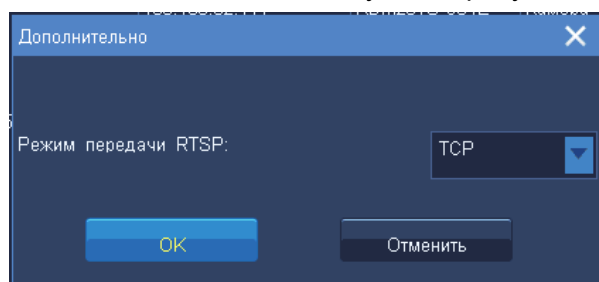 Дополнительно
Режим передачи RTSP:
TCP
OK
Отменить